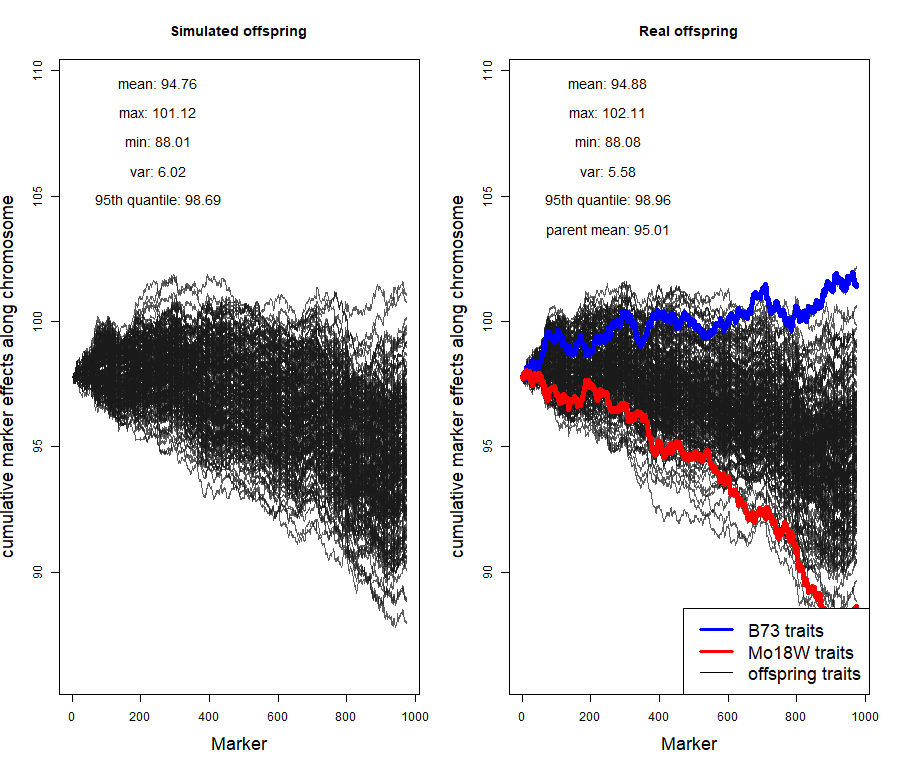 Simulated offspring
mean: 94.76
max: 101.12
min: 88.01
var: 6.02
95th quantile: 98.69
cumulative marker effects along chromosome
110
105
100
95
90
0 200 400 600 800 1000
Marker
Real offspring
mean: 94.88
max: 102.11
min: 88.08
var: 5.58
95th quantile: 98.96
parent mean: 95.01
cumulative marker effects along chromosome
110
105
100
95
90
B73 traits
Mo18W traits
offspring traits
0 200 400 600 800 1000
Marker